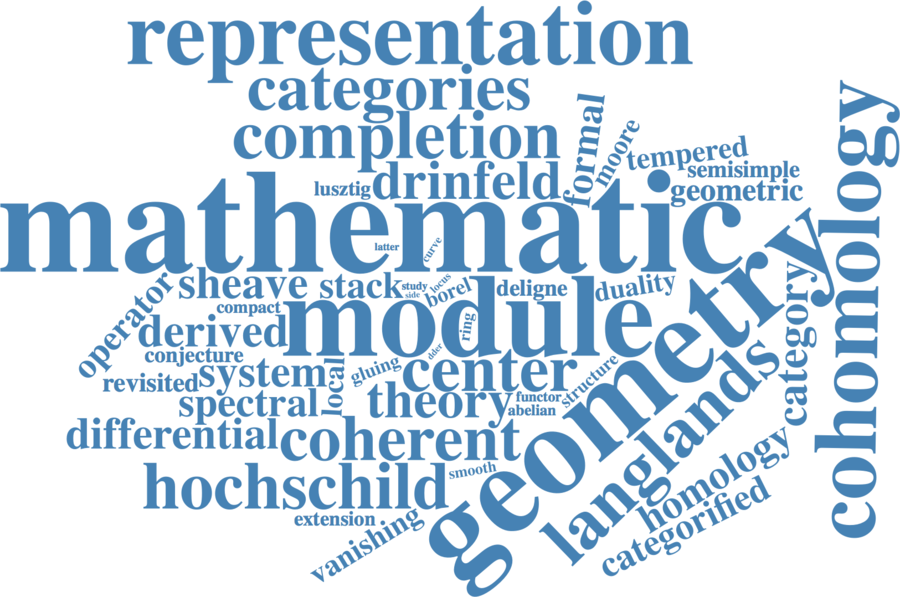 representation
categories
completion
formal
moore
tempered
semisimple
geometric
lusztig
drinfeld
mathematic
latter
curve
cohomology
sheave
stack
study
side
locus
borel
deligne
duality
operator
compact
module
ring
geometry
derived
conjecture
revisited
system
local
gluing
dder
center
structure
category
spectral
theory
functor
abelian
differential
coherent
langlands
hochschild
smooth
homology
categorified
extension
vanishing